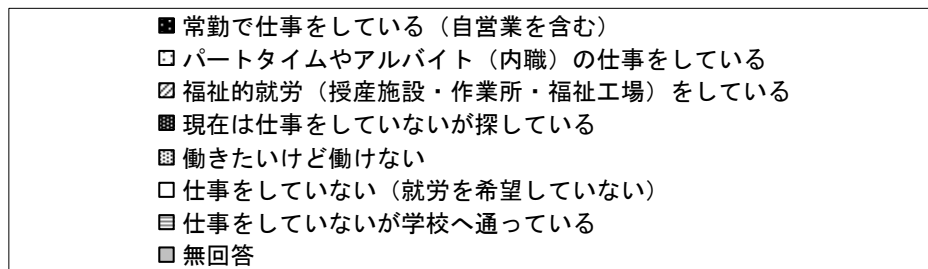 常勤で仕事をしている（自営業を含む）
パートタイムやアルバイト（内職）の仕事をしている
福祉的就労（授産施設・作業所・福祉工場）をしている
現在は仕事をしていないが探している
働きたいけど働けない
仕事をしていない（就労を希望していない）
仕事をしていないが学校へ通っている
無回答